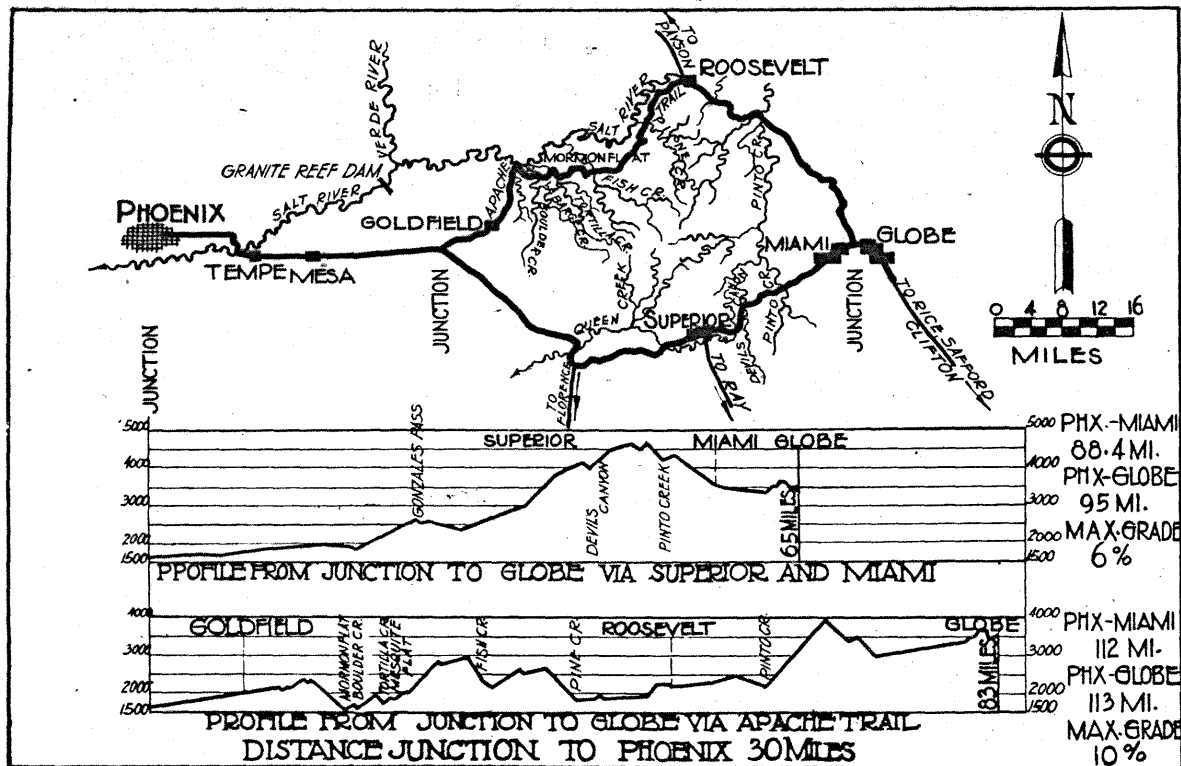 TO PAYSON
ROOSEVELT
N
VERDE RIVER
SALT RIVER
TRAIL
MORMON FLAT
GRANITE REEF DAM
SALT RIVER
APACHE
FISH CR.
PINE CR.
PINTO CR.
PHOENIX
GOLDFIELD
BOULDER CR.
TORTILLA CR.
MIAMI
GLOBE
TEMPE
MESA
JUNCTION
QUEEN CREEK
SUPERIOR
DEVILS CANYON
PINTO CR.
JUNCTION
TO RICE SAFFORD CLIFTON
0 4 8 12 16
MILES
TO FLORENCE
TO RAY
JUNCTION
5000
4000
3000
2000
1500
GONZALES PASS
SUPERIOR
DEVILS CANYON
PINTO CREEK
MIAMI
GLOBE
65 MILES
5000
4000
3000
2000
1500
PHX.-MIAMI
88.4 MI.
PHX-GLOBE
95 MI.
MAX.GRADE
6%
PPOFILE FROM JUNCTION TO GLOBE VIA SUPERIOR AND MIAMI
4000
3000
2000
1500
GOLDFIELD
MORMON FLAT
BOULDER CR.
TORTILLA CR.
MESQUITE FLAT
FISH CR.
PINE CR.
ROOSEVELT
PINTO CR.
GLOBE
83 MILES
4000
3000
2000
1500
PHX-MIAMI
112 MI.
PHX-GLOBE
113 MI.
MAX.GRADE
10%
PROFILE FROM JUNCTION TO GLOBE VIA APACHE TRAIL
DISTANCE JUNCTION TO PHOENIX 30 MILES